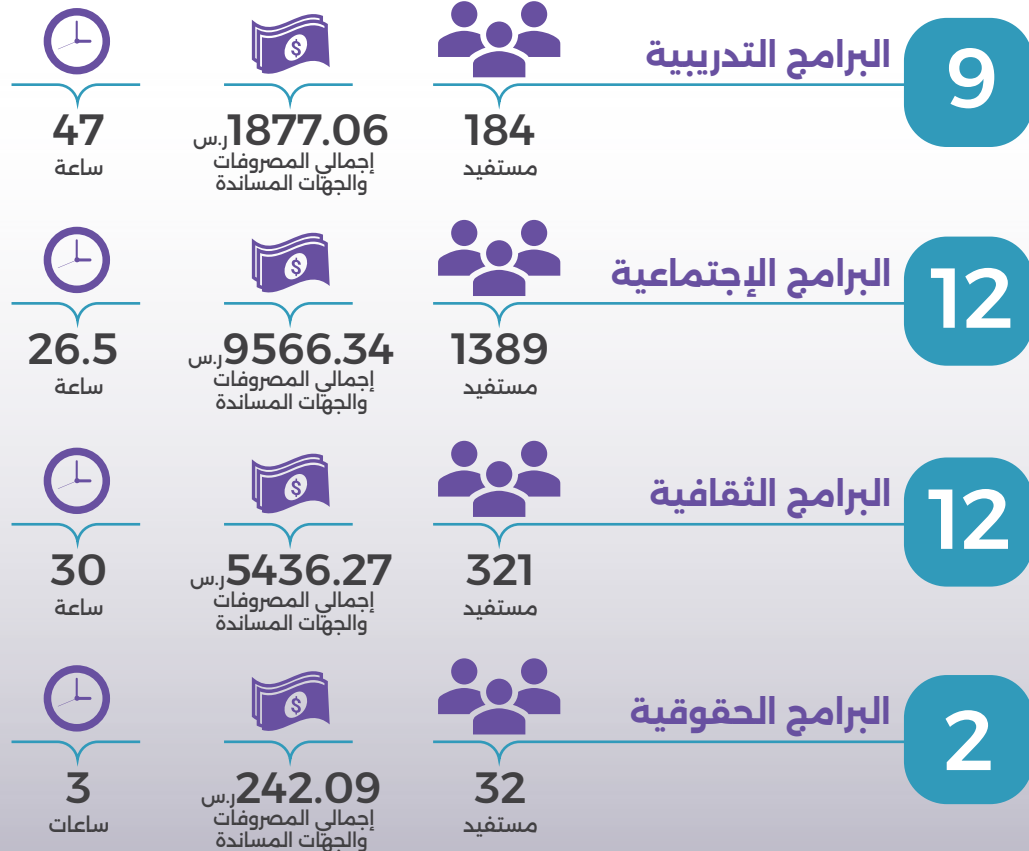 9
البرامج التدريبية
184
مستفيد
1877.06ر.س
إجمالي المصروفات
والجهات المساندة
47
ساعة
12
البرامج الإجتماعية
1389
مستفيد
9566.34ر.س
إجمالي المصروفات
والجهات المساندة
26.5
ساعة
12
البرامج الثقافية
321
مستفيد
5436.27ر.س
إجمالي المصروفات
والجهات المساندة
30
ساعة
2
البرامج الحقوقية
32
مستفيد
242.09ر.س
إجمالي المصروفات
والجهات المساندة
3
ساعات